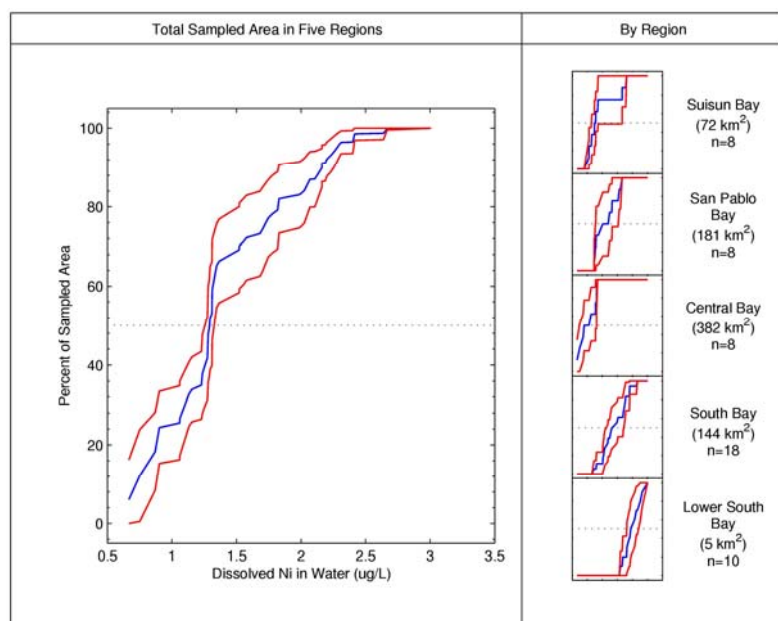 Total Sampled Area in Five Regions
By Region
100
80
60
40
20
0
Percent of Sampled Area
0.5 1 1.5 2 2.5 3 3.5
Dissolved Ni in Water (ug/L)
Suisun Bay
(72 km²)
n=8
San Pablo
Bay
(181 km²)
n=8
Central Bay
(382 km²)
n=8
South Bay
(144 km²)
n=18
Lower South
Bay
(5 km²)
n=10